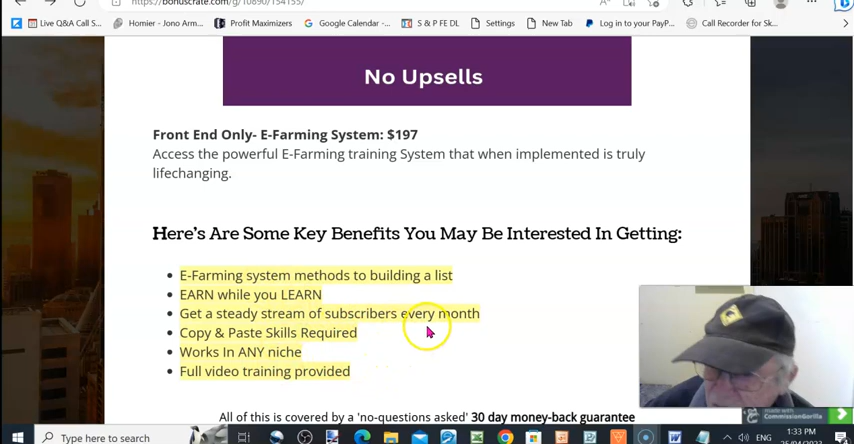 https://bonuscrate.com/g/10890/154155/
Live Q&A Call S... Homier - Jono Arm... Profit Maximizers Google Calendar -... S & P FE DL Settings New Tab Log in to your PayP... Call Recorder for Sk...
No Upsells
Front End Only- E-Farming System: $197
Access the powerful E-Farming training System that when implemented is truly
lifechanging.
Here's Are Some Key Benefits You May Be Interested In Getting:
E-Farming system methods to building a list
EARN while you LEARN
Get a steady stream of subscribers every month
Copy & Paste Skills Required
Works In ANY niche
Full video training provided
All of this is covered by a 'no-questions asked' 30 day money-back guarantee
made with
CommissionGorilla
Type here to search
ENG
1:33 PM